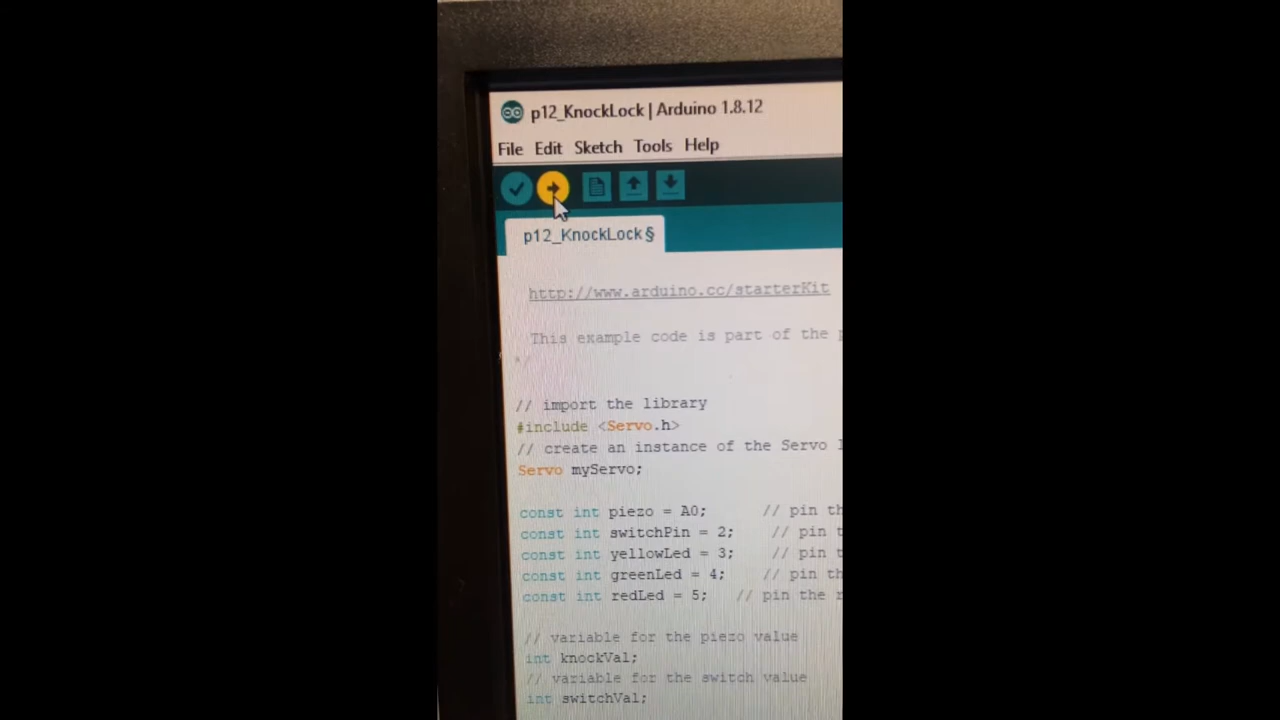 p12_KnockLock | Arduino 1.8.12
File Edit Sketch Tools Help
p12_KnockLock §
http://www.arduino.cc/starterKit
This example code is part of the
*/
// import the library
#include <Servo.h>
// create an instance of the Servo
Servo myServo;
const int piezo = A0; // pin
const int switchPin = 2; // pin
const int yellowLed = 3; // pin
const int greenLed = 4; // pin
const int redLed = 5; // pin the
// variable for the piezo value
int knockVal;
// variable for the switch value
int switchVal;